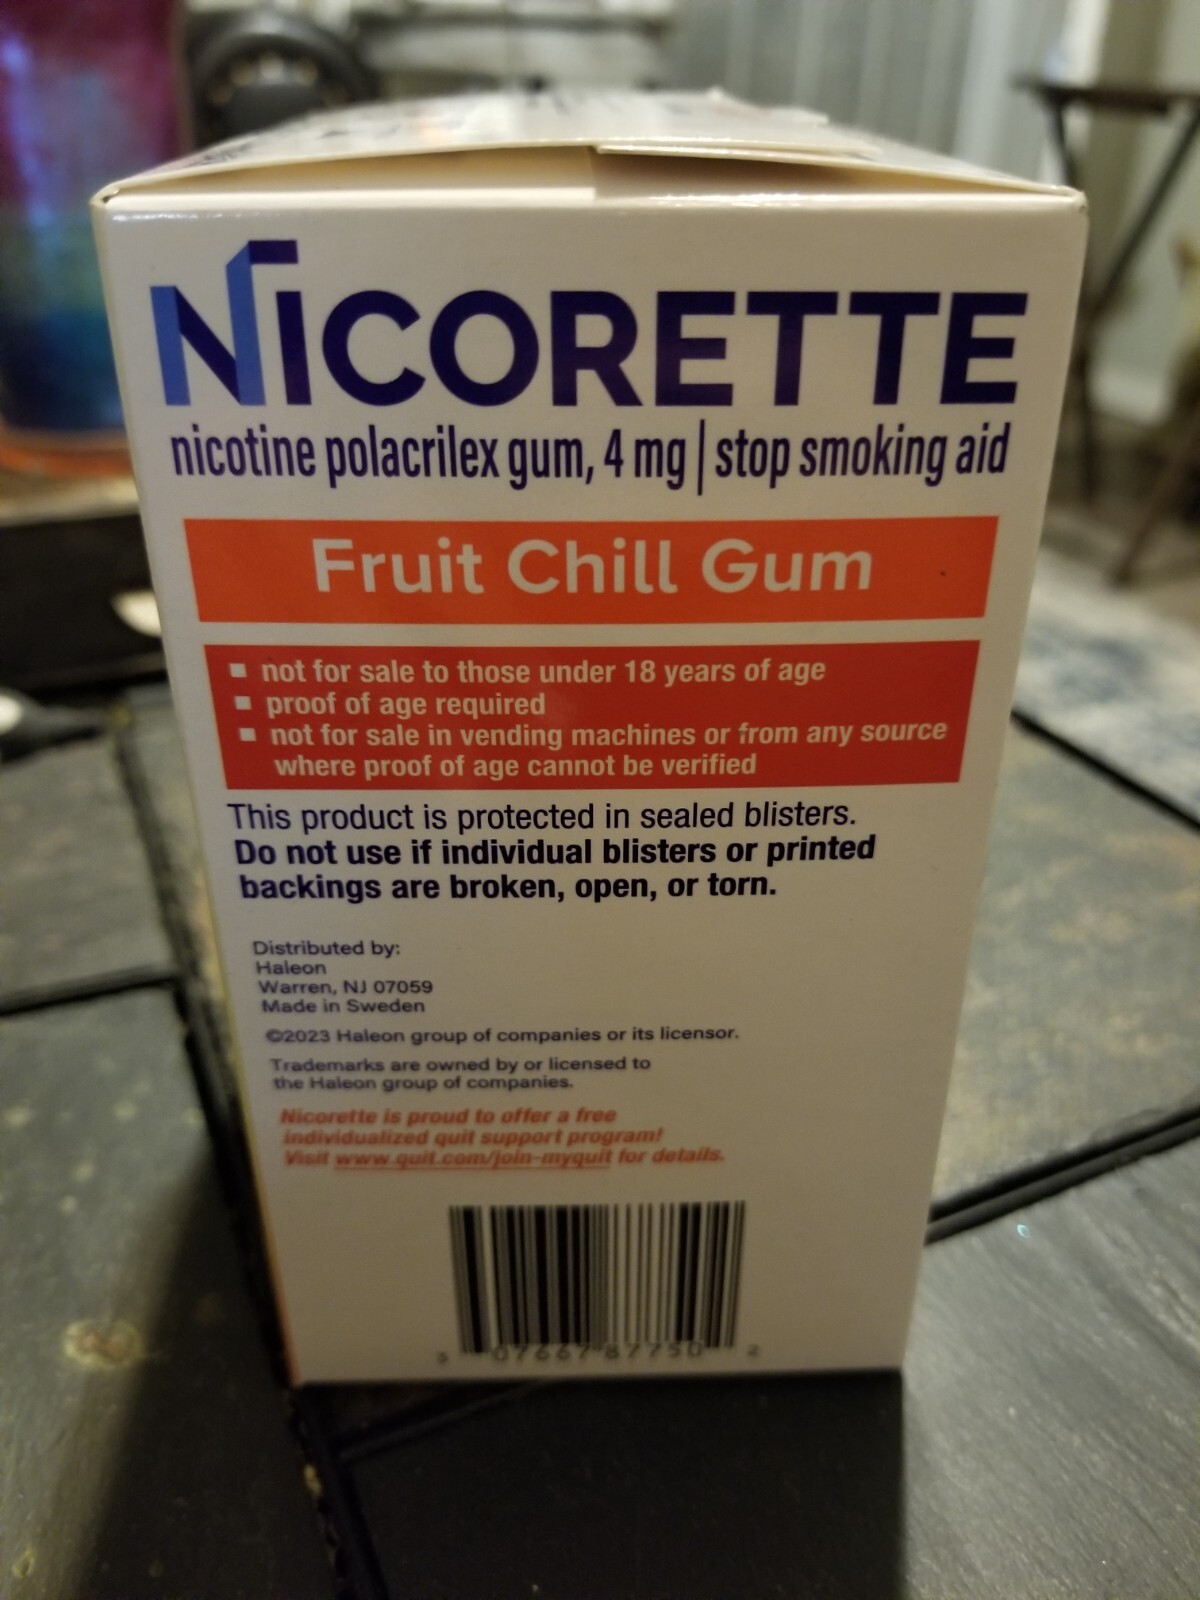 NICORETTE
nicotine polacrilex gum, 4 mg | stop smoking aid
Fruit Chill Gum
▪ not for sale to those under 18 years of age
▪ proof of age required
▪ not for sale in vending machines or from any source
where proof of age cannot be verified
This product is protected in sealed blisters.
Do not use if individual blisters or printed
backings are broken, open, or torn.
Distributed by:
Haleon
Warren, NJ 07059
Made in Sweden
©2023 Haleon group of companies or its licensor.
Trademarks are owned by or licensed to
the Haleon group of companies.
Nicorette is proud to offer a free
individualized quit support program!
Visit www.quit.com/join-myquit for details.
3 07667 87750 2